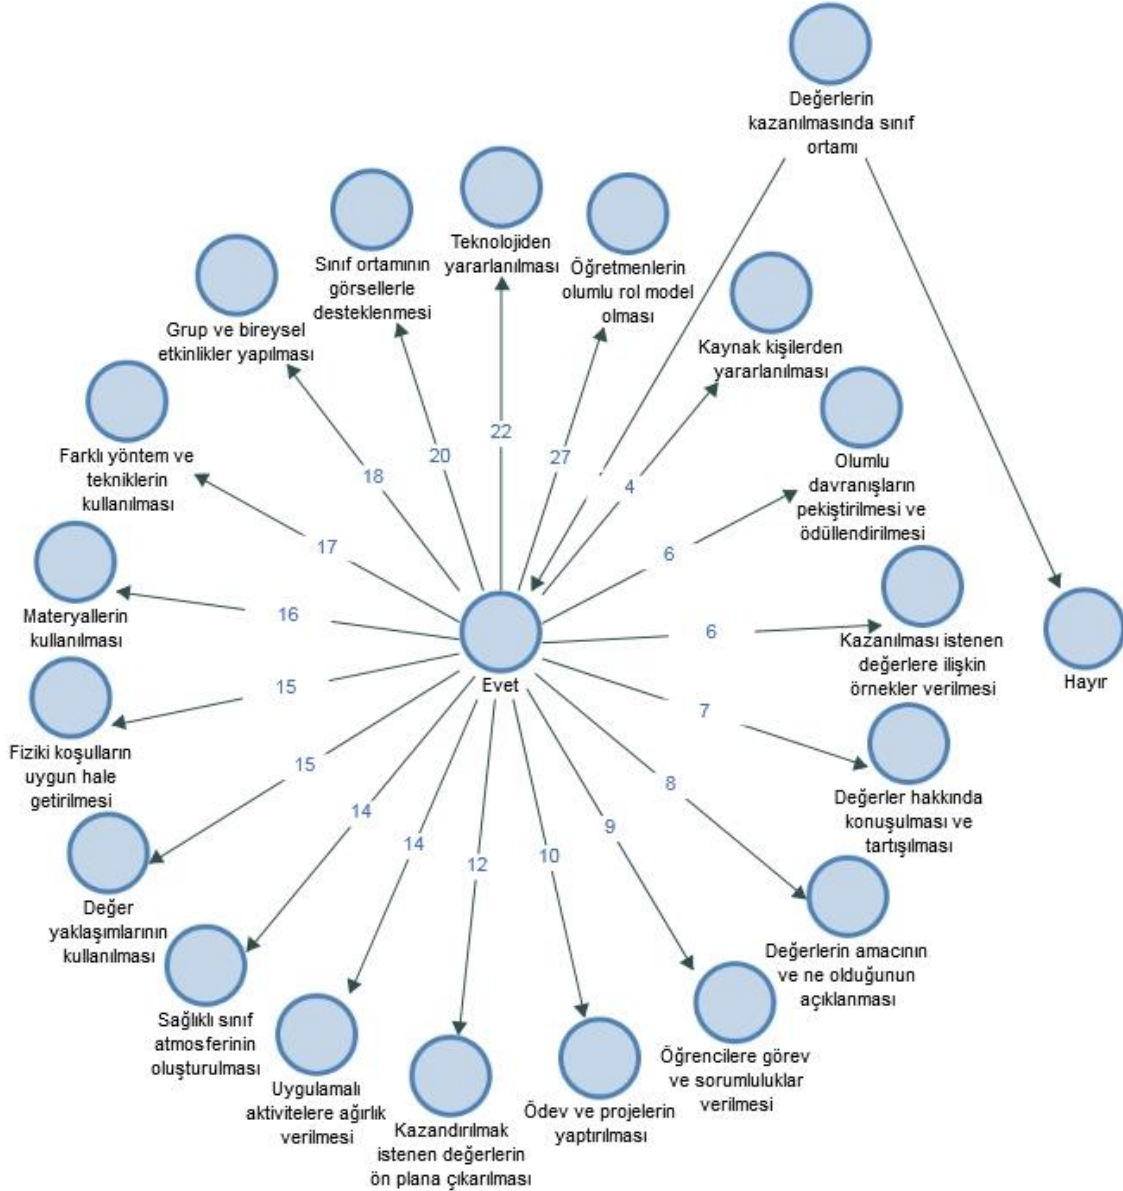 Değerlerin
kazanılmasında sınıf
ortamı
Teknolojiden
yararlanılması
Öğretmenlerin
olumlu rol model
olması
Sınıf ortamının
görsellerle
desteklenmesi
Grup ve bireysel
etkinlikler yapılması
Kaynak kişilerden
yararlanılması
Farklı yöntem ve
tekniklerin
kullanılması
Olumlu
davranışların
pekiştirilmesi ve
ödüllendirilmesi
22
27
20
18
4
17
6
Materyallerin
kullanılması
16
6
Kazanılması istenen
değerlere ilişkin
örnekler verilmesi
Evet
Hayır
15
7
Fiziki koşulların
uygun hale
getirilmesi
15
8
Değerler hakkında
konuşulması ve
tartışılması
14
14
12
10
9
Değer
yaklaşımlarının
kullanılması
Değerlerin amacının
ve ne olduğunun
açıklanması
Sağlıklı sınıf
atmosferinin
oluşturulması
Uygulamalı
aktivitelere ağırlık
verilmesi
Kazandırılmak
istenen değerlerin
ön plana çıkarılması
Ödev ve projelerin
yaptırılması
Öğrencilere görev
ve sorumluluklar
verilmesi